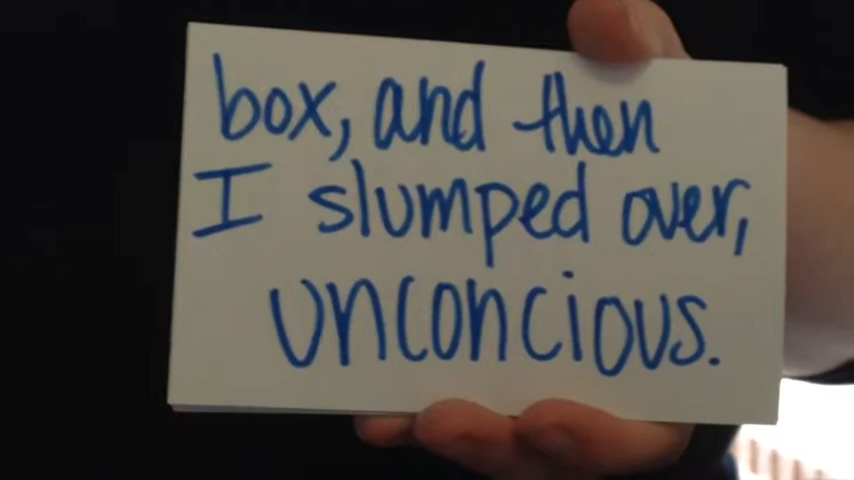 box, and then
I slumped over,
unconcious.